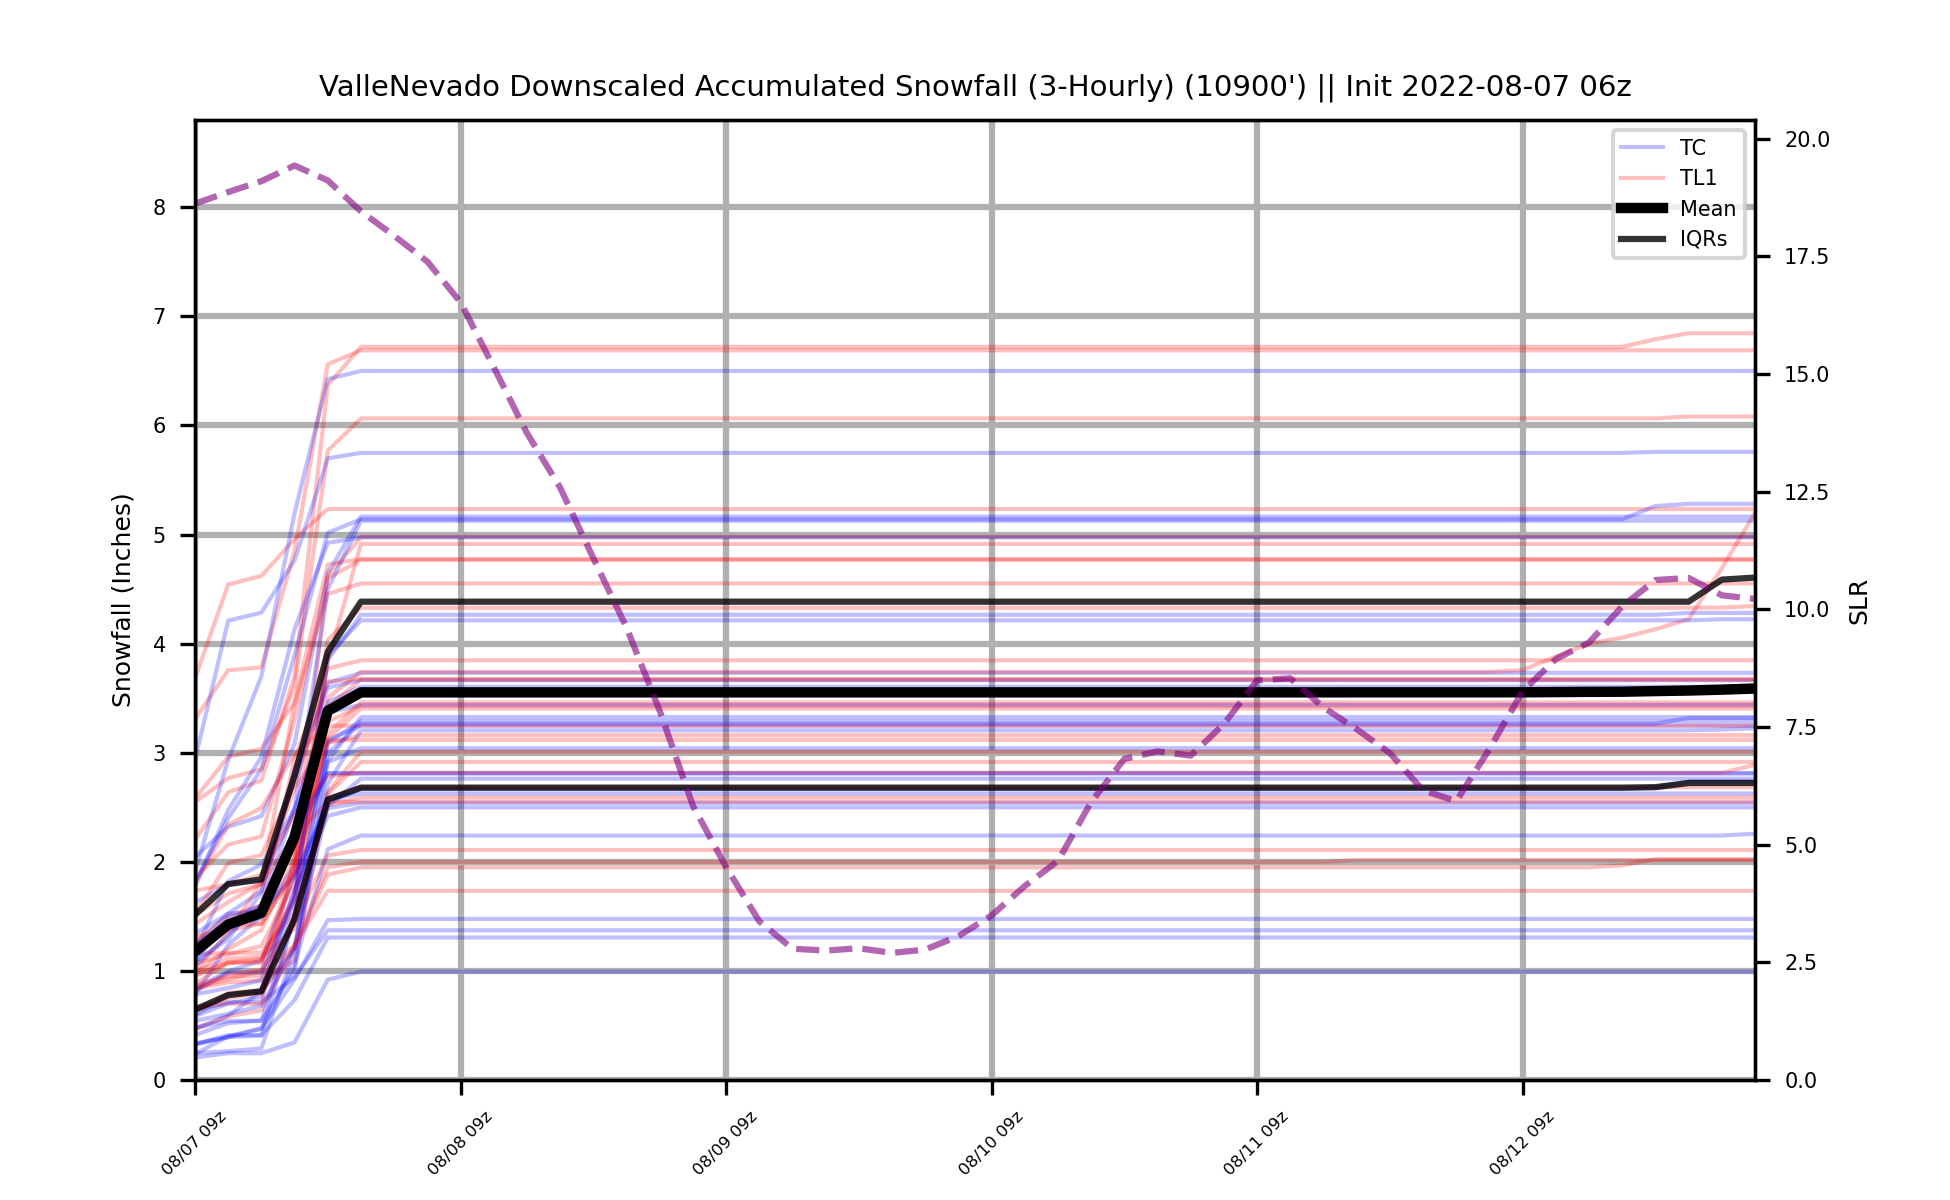 ValleNevado Downscaled Accumulated Snowfall (3-Hourly) (10900') || Init 2022-08-07 06z
TC
TL1
Mean
IQRs
Snowfall (Inches)
8
7
6
5
4
3
2
1
0
SLR
20.0
17.5
15.0
12.5
10.0
7.5
5.0
2.5
0.0
08/07 09z
08/08 09z
08/09 09z
08/10 09z
08/11 09z
08/12 09z